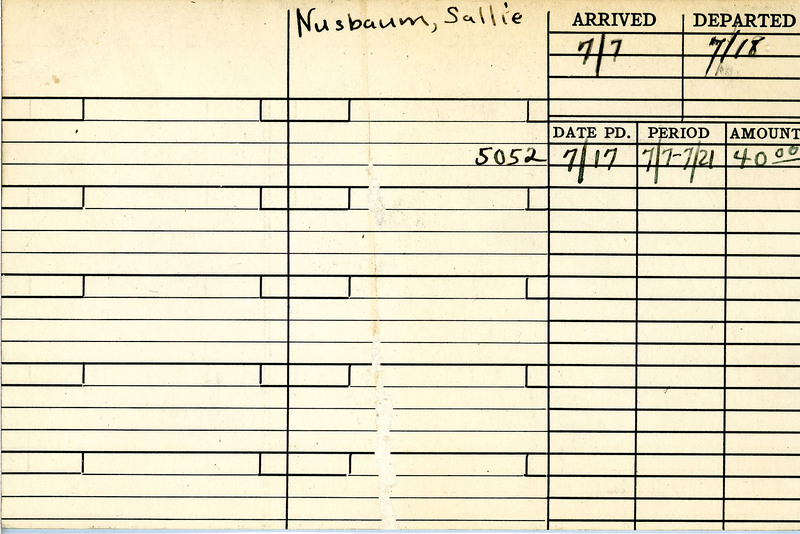 Nusbaum, Sallie
ARRIVED DEPARTED
7/7 7/18
DATE PD. PERIOD AMOUNT
5052 7/17 7/7-7/21 40 00